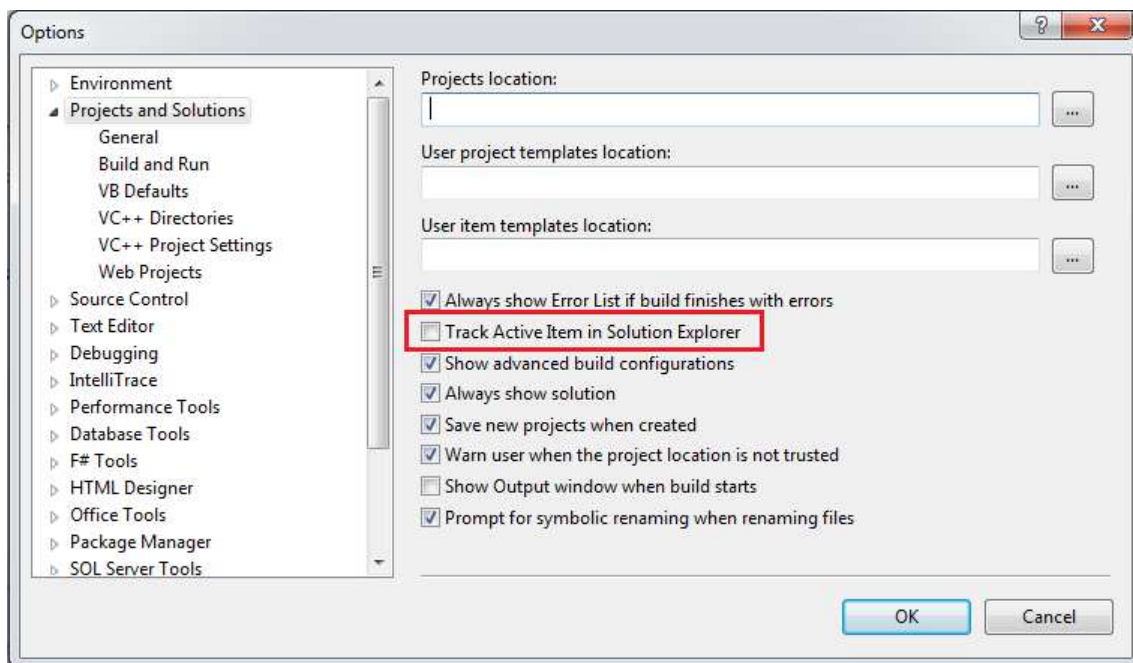 Options
Environment
Projects and Solutions
General
Build and Run
VB Defaults
VC++ Directories
VC++ Project Settings
Web Projects
Source Control
Text Editor
Debugging
IntelliTrace
Performance Tools
Database Tools
F# Tools
HTML Designer
Office Tools
Package Manager
SQL Server Tools
Projects location:
...
User project templates location:
...
User item templates location:
...
Always show Error List if build finishes with errors
Track Active Item in Solution Explorer
Show advanced build configurations
Always show solution
Save new projects when created
Warn user when the project location is not trusted
Show Output window when build starts
Prompt for symbolic renaming when renaming files
OK
Cancel